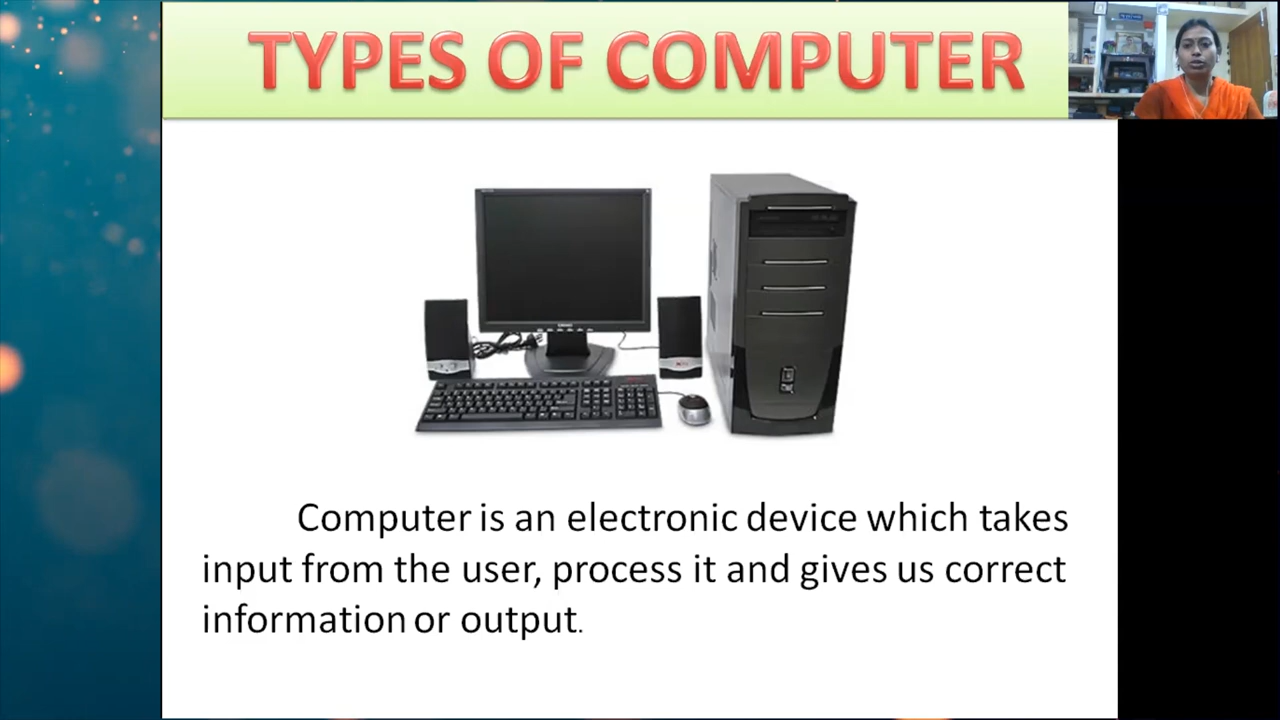 TYPES OF COMPUTER
Computer is an electronic device which takes
input from the user, process it and gives us correct
information or output.